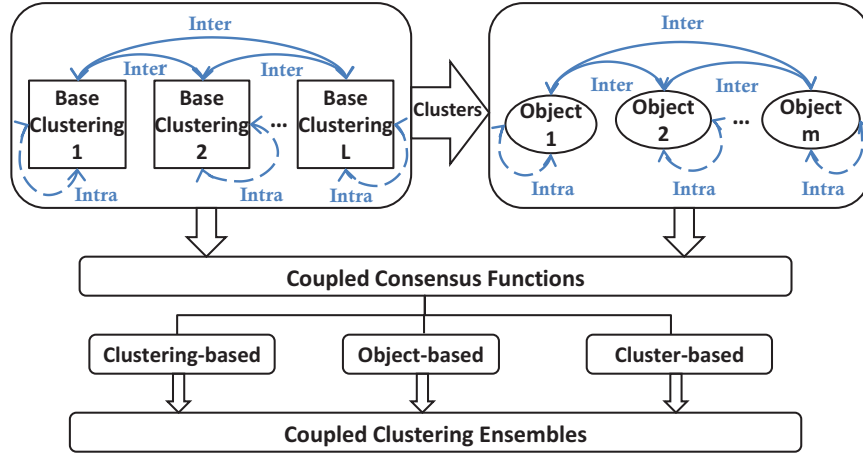 Inter
Inter
Inter
Base
Clustering
1
Base
Clustering
2
...
Base
Clustering
L
Intra
Intra
Intra
Clusters
Inter
Inter
Inter
Object
1
Object
2
...
Object
m
Intra
Intra
Intra
Coupled Consensus Functions
Clustering-based
Object-based
Cluster-based
Coupled Clustering Ensembles